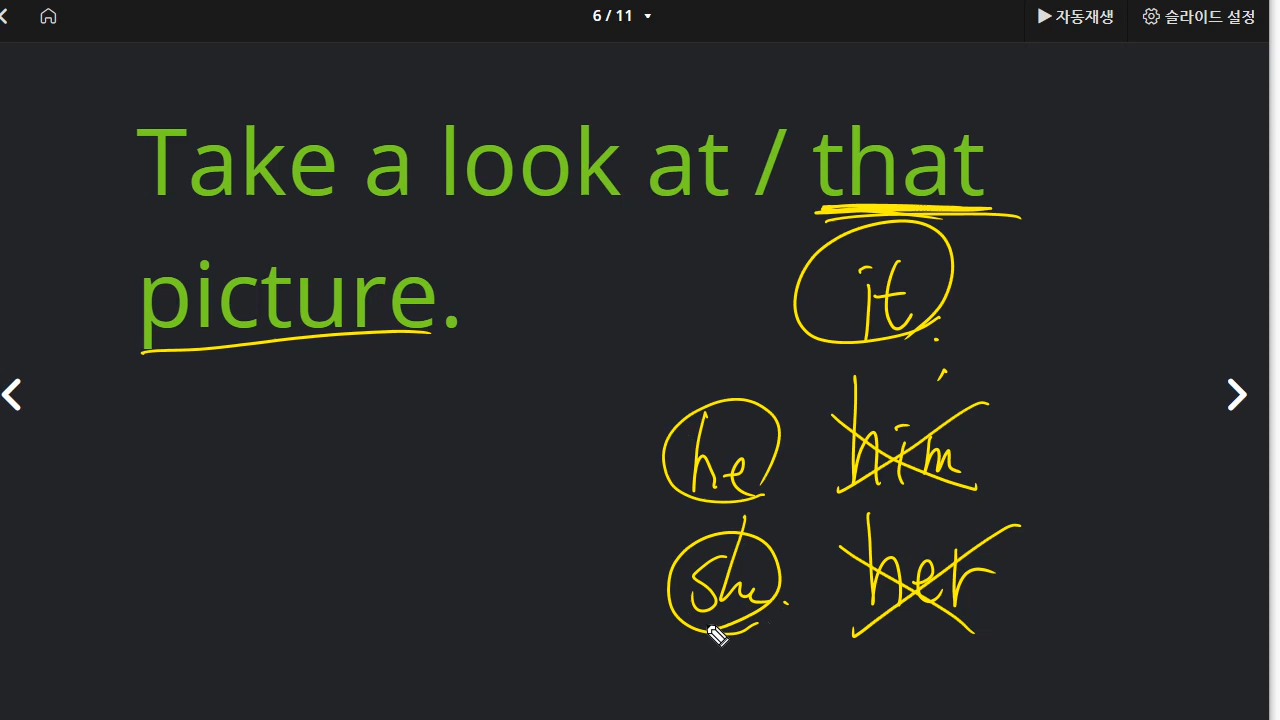 6 / 11
자동재생
슬라이드 설정
Take a look at / that
picture.
it.
he him
she. her